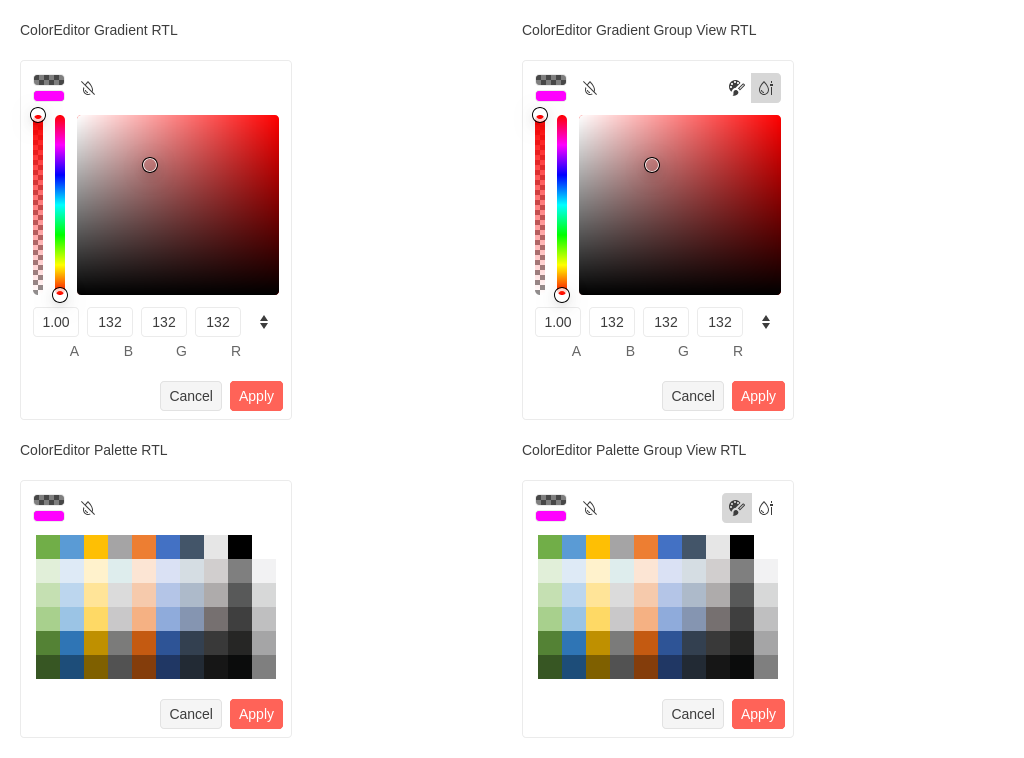 ColorEditor Gradient RTL
1.00 132 132 132
A B G R
Cancel Apply
ColorEditor Gradient Group View RTL
1.00 132 132 132
A B G R
Cancel Apply
ColorEditor Palette RTL
Cancel Apply
ColorEditor Palette Group View RTL
Cancel Apply